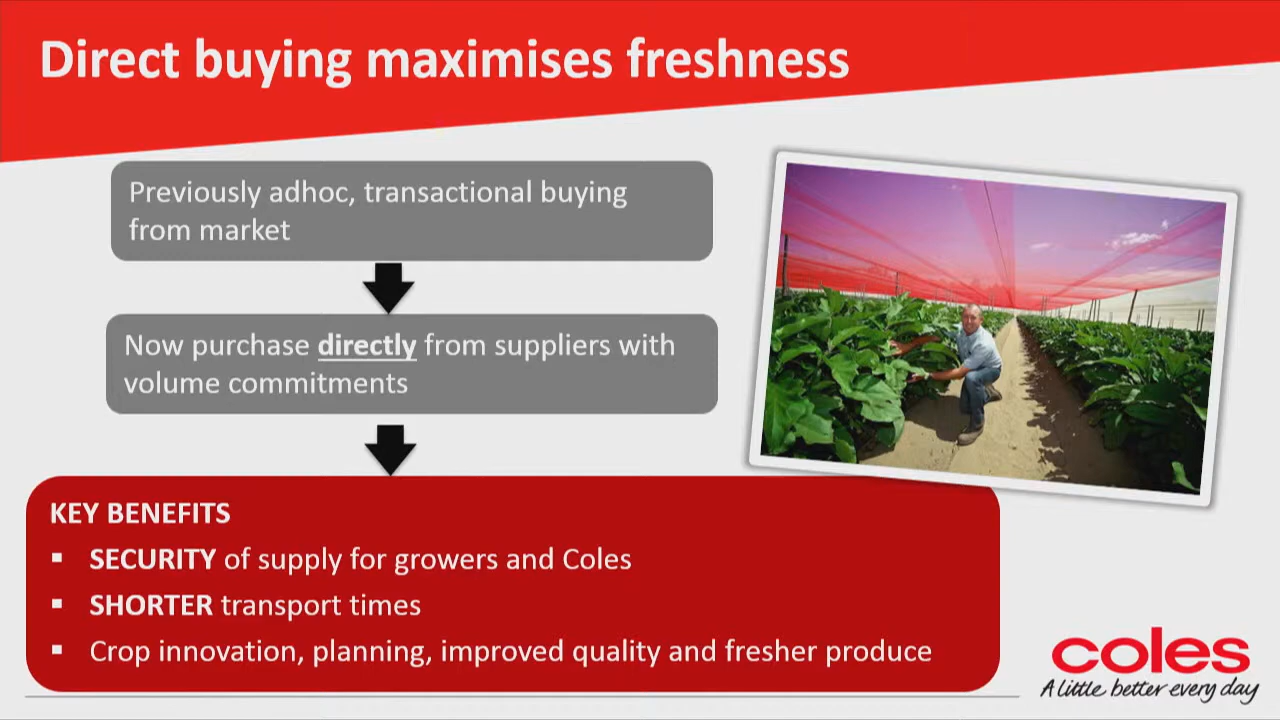 Direct buying maximises freshness
Previously adhoc, transactional buying
from market
Now purchase directly from suppliers with
volume commitments
KEY BENEFITS
▪ SECURITY of supply for growers and Coles
▪ SHORTER transport times
▪ Crop innovation, planning, improved quality and fresher produce
coles
A little better every day